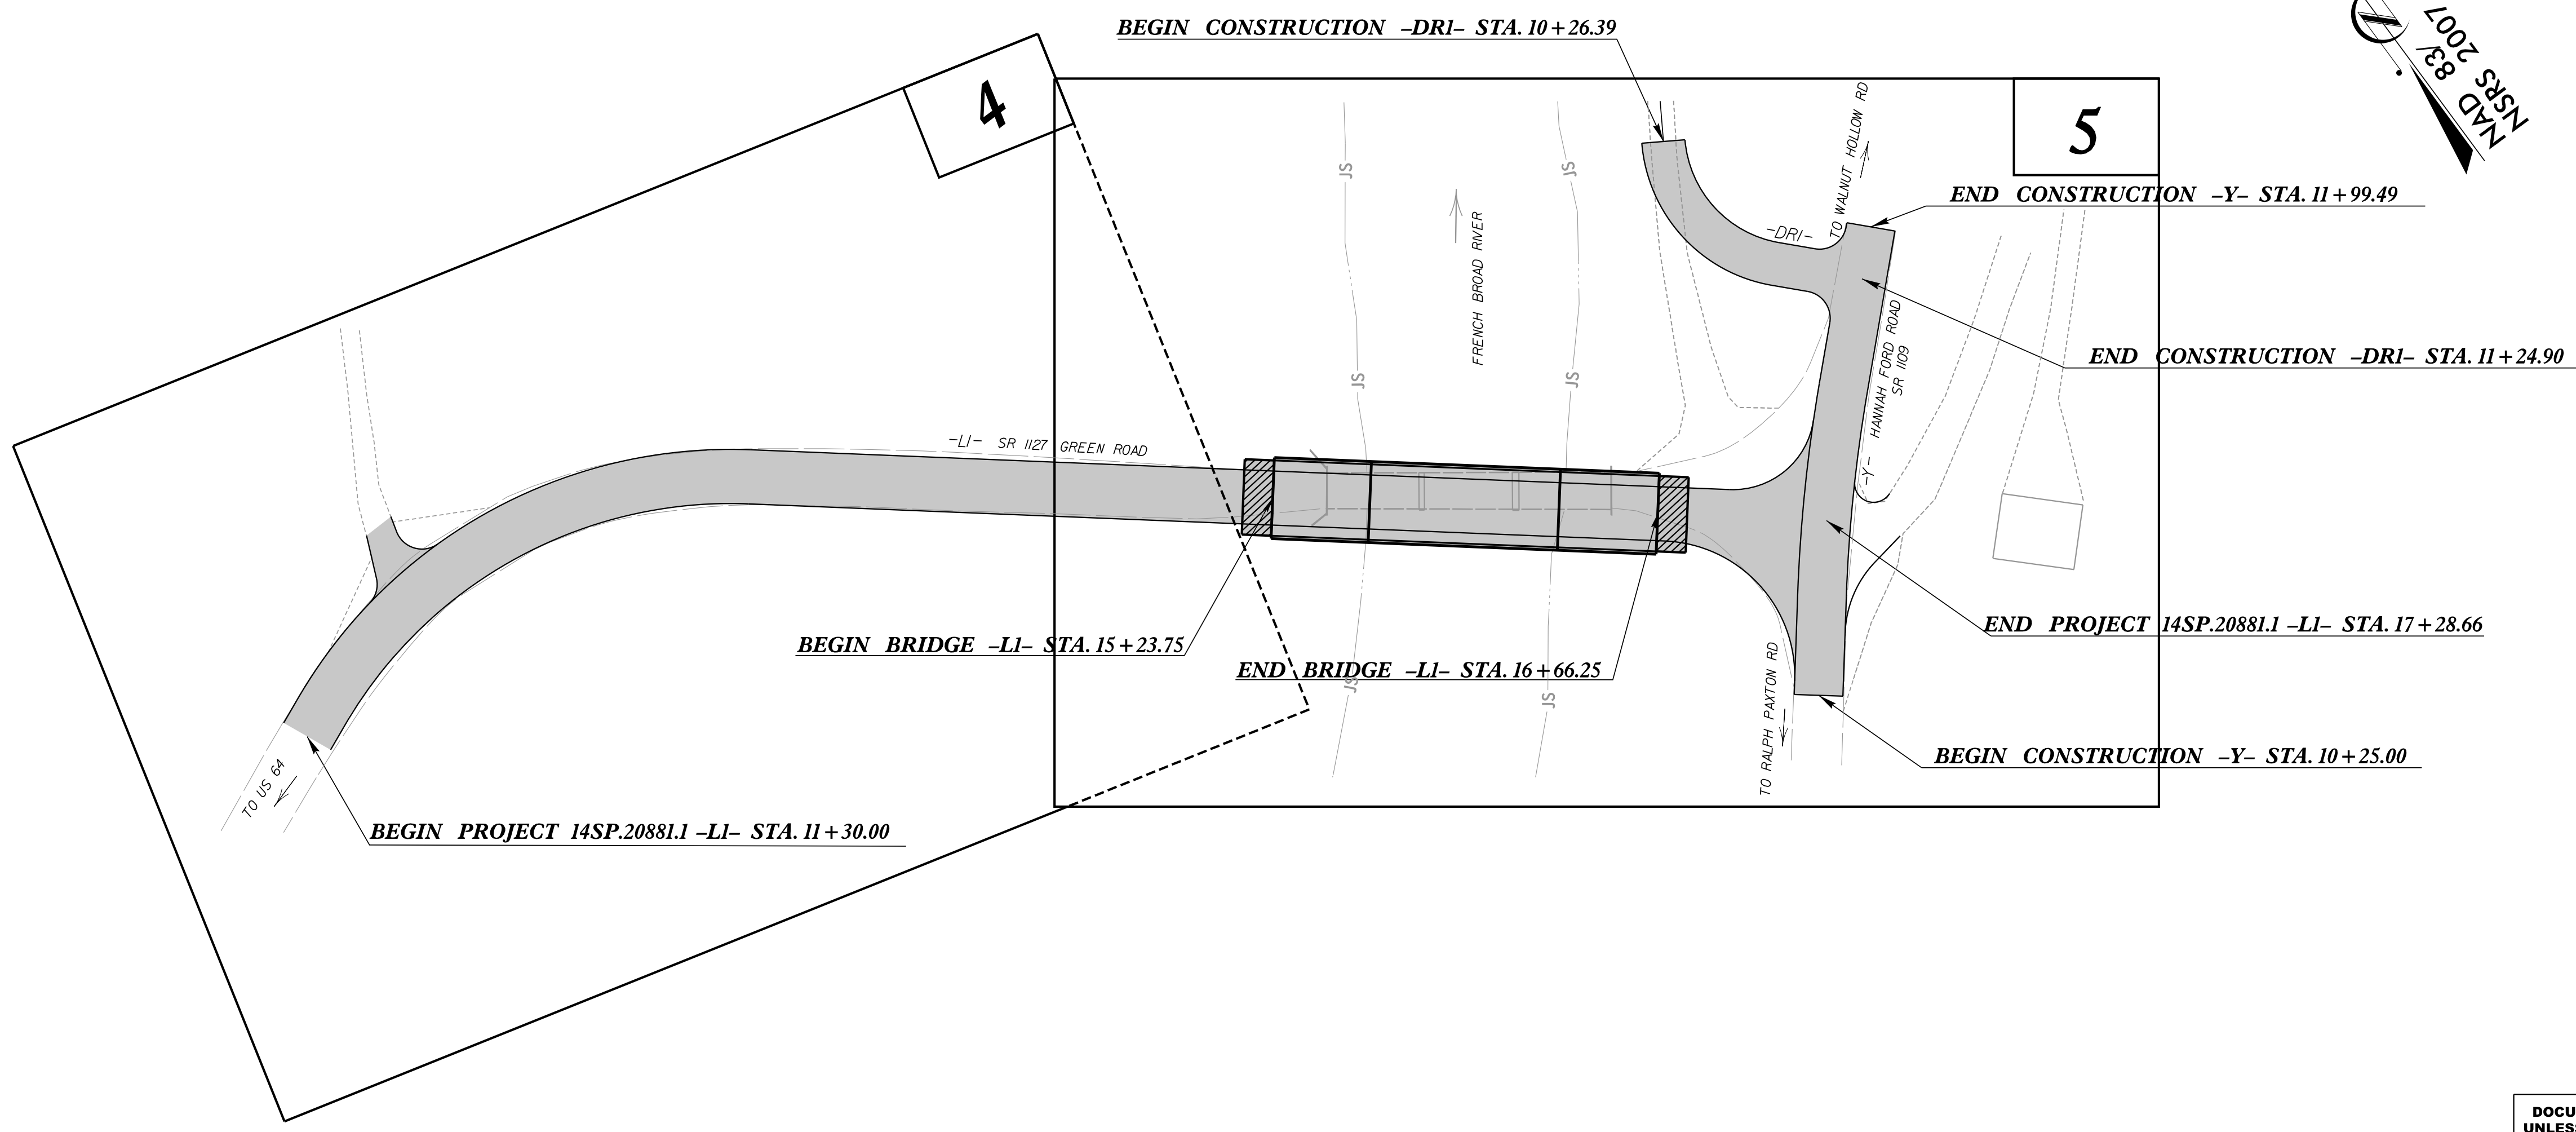 BEGIN CONSTRUCTION -DR1- STA. 10+26.39
NAD 83/
NSRS 2007
4
5
TO WALNUT HOLLOW RD
END CONSTRUCTION -Y- STA. 11+99.49
JS
JS
FRENCH BROAD RIVER
-DR1-
HANNAH FORD ROAD
SR 1109
END CONSTRUCTION -DR1- STA. 11+24.90
JS
JS
-L1- SR 1127 GREEN ROAD
-Y-
END PROJECT 14SP.20881.1 -L1- STA. 17+28.66
BEGIN BRIDGE -L1- STA. 15+23.75
END BRIDGE -L1- STA. 16+66.25
JS
JS
TO RALPH PAXTON RD
BEGIN CONSTRUCTION -Y- STA. 10+25.00
TO US 64
BEGIN PROJECT 14SP.20881.1 -L1- STA. 11+30.00